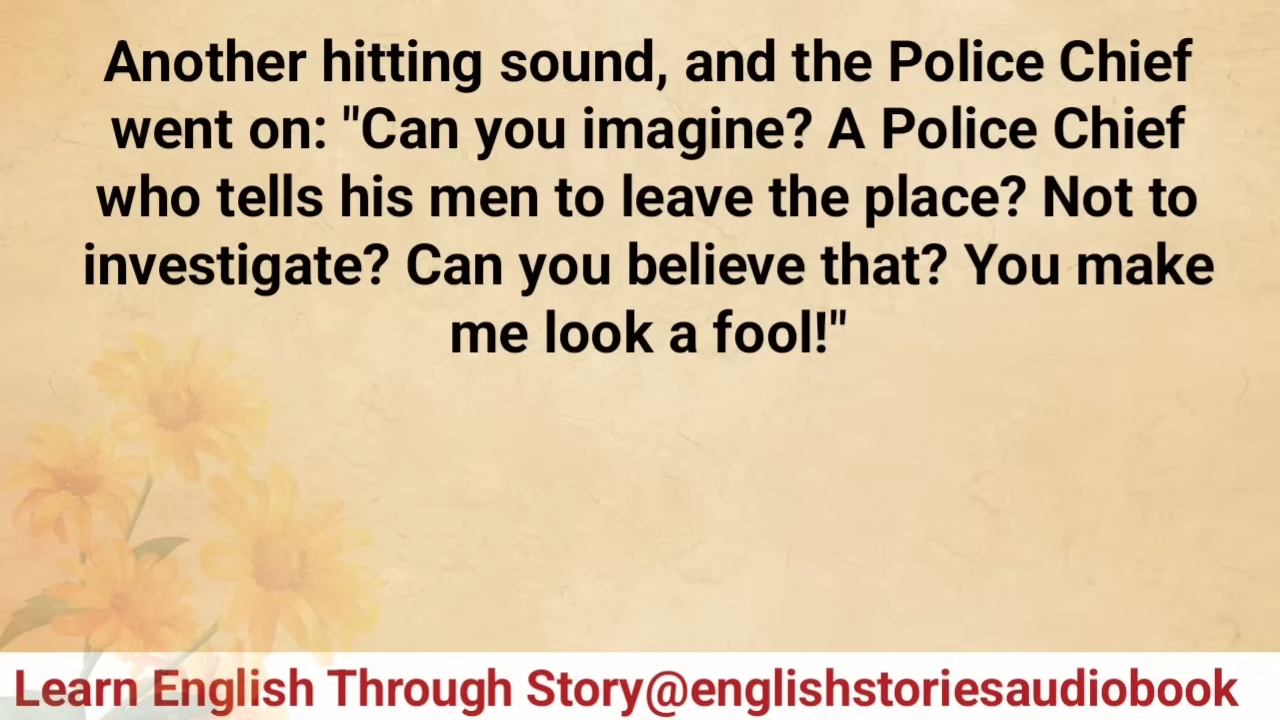 Another hitting sound, and the Police Chief
went on: "Can you imagine? A Police Chief
who tells his men to leave the place? Not to
investigate? Can you believe that? You make
me look a fool!"
Learn English Through Story@englishstoriesaudiobook